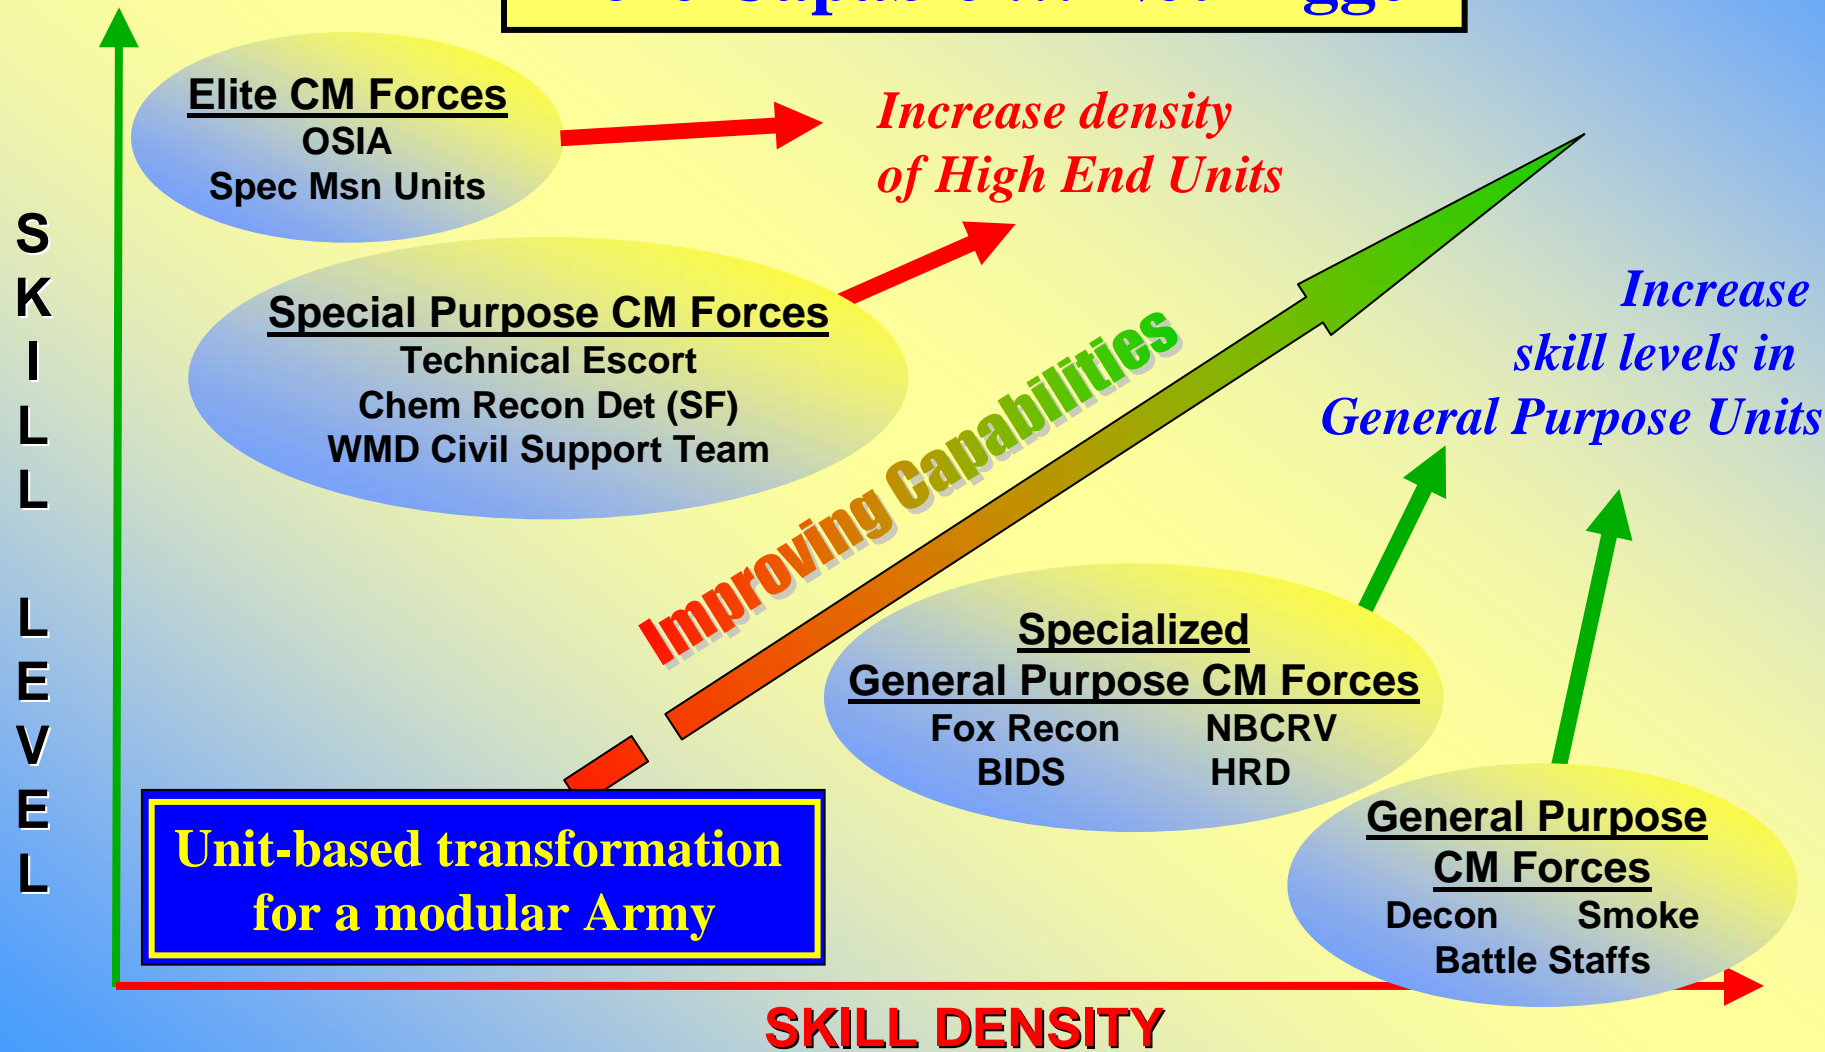 Elite CM Forces
OSIA
Spec Msn Units
Increase density
of High End Units
Special Purpose CM Forces
Technical Escort
Chem Recon Det (SF)
WMD Civil Support Team
Increase
skill levels in
General Purpose Units
Improving Capabilities
SKILL LEVEL
Specialized
General Purpose CM Forces
Fox Recon NBCRV
BIDS HRD
Unit-based transformation
for a modular Army
General Purpose
CM Forces
Decon Smoke
Battle Staffs
SKILL DENSITY